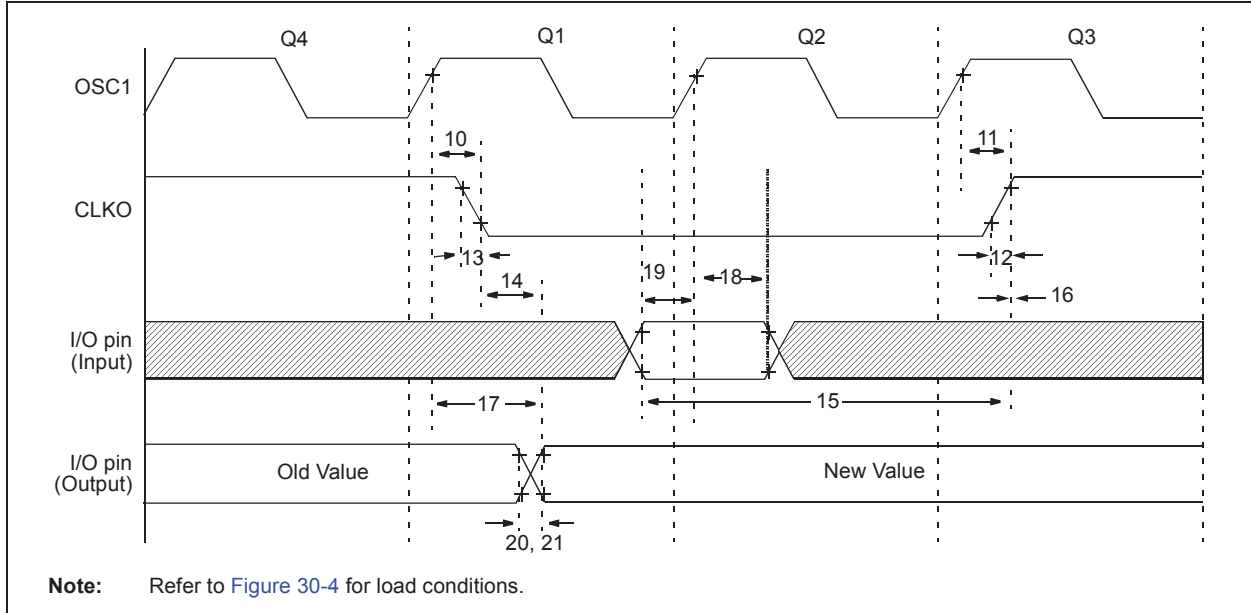 Q4 Q1 Q2 Q3
OSC1
10 11
CLKO
13 14 19 18 12
16
I/O pin
(Input)
17 15
I/O pin
(Output)
Old Value New Value
20, 21
Note: Refer to Figure 30-4 for load conditions.